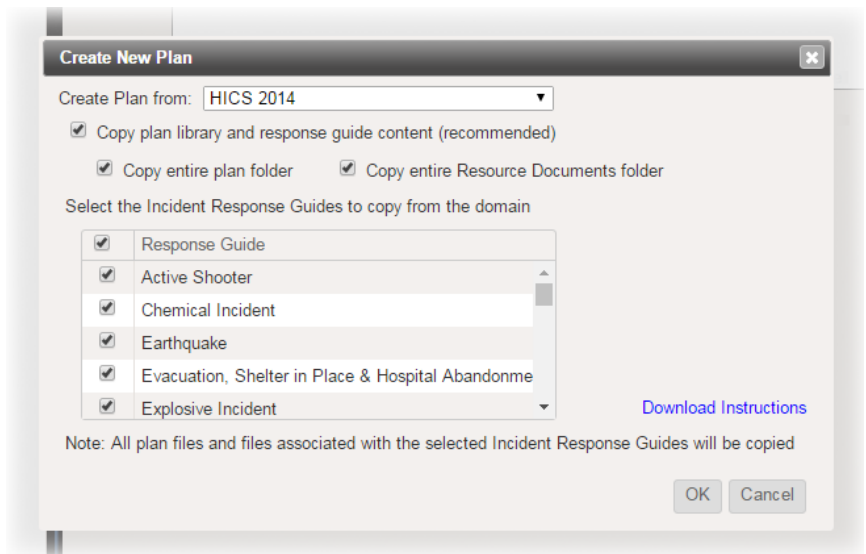 Create New Plan
Create Plan from: HICS 2014
Copy plan library and response guide content (recommended)
Copy entire plan folder Copy entire Resource Documents folder
Select the Incident Response Guides to copy from the domain
Response Guide
Active Shooter
Chemical Incident
Earthquake
Evacuation, Shelter in Place & Hospital Abandonme
Explosive Incident
Download Instructions
Note: All plan files and files associated with the selected Incident Response Guides will be copied
OK Cancel